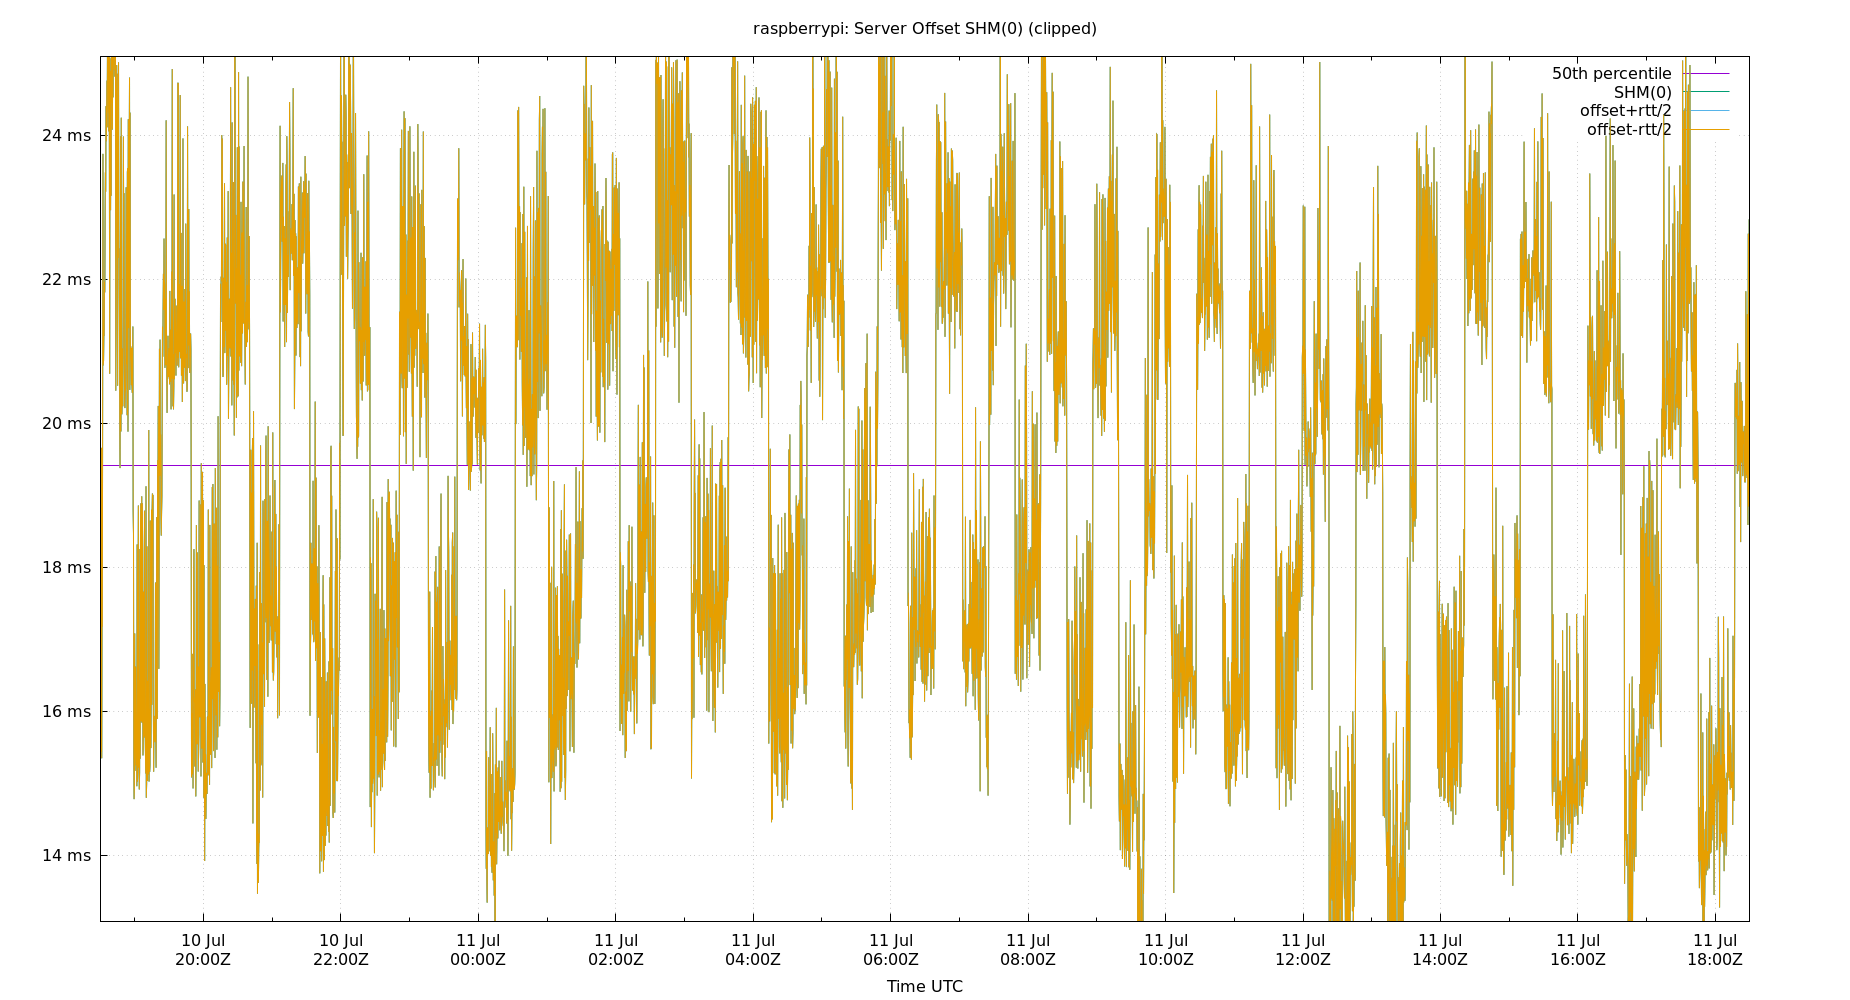 raspberrypi: Server Offset SHM(0) (clipped)
50th percentile
SHM(0)
offset+rtt/2
offset-rtt/2
24 ms
22 ms
20 ms
18 ms
16 ms
14 ms
10 Jul 10 Jul 11 Jul 11 Jul 11 Jul 11 Jul 11 Jul 11 Jul 11 Jul 11 Jul 11 Jul 11 Jul
20:00Z 22:00Z 00:00Z 02:00Z 04:00Z 06:00Z 08:00Z 10:00Z 12:00Z 14:00Z 16:00Z 18:00Z
Time UTC